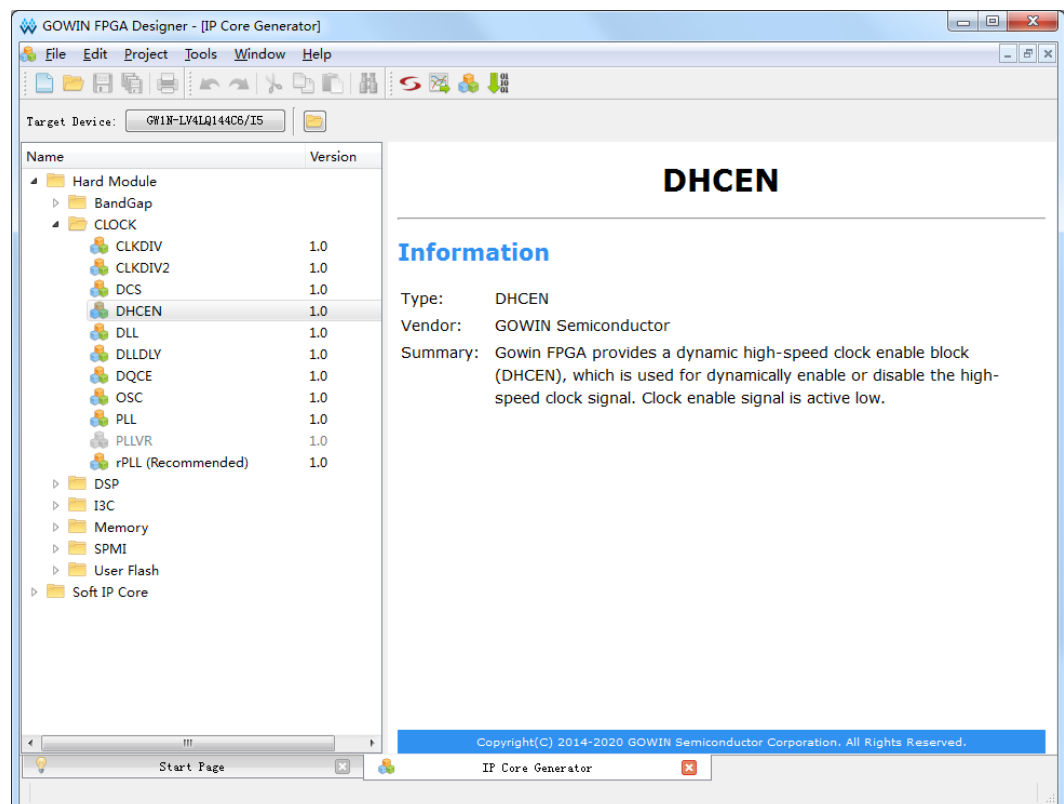 GOWIN FPGA Designer - [IP Core Generator]
File Edit Project Tools Window Help
Target Device: GW1N-LV4LQ144C6/I5
Name Version
Hard Module
BandGap
CLOCK
CLKDIV 1.0
CLKDIV2 1.0
DCS 1.0
DHCEN 1.0
DLL 1.0
DLLDLY 1.0
DQCE 1.0
OSC 1.0
PLL 1.0
PLLVR 1.0
rPLL (Recommended) 1.0
DSP
I3C
Memory
SPMI
User Flash
Soft IP Core
DHCEN
Information
Type: DHCEN
Vendor: GOWIN Semiconductor
Summary: Gowin FPGA provides a dynamic high-speed clock enable block
(DHCEN), which is used for dynamically enable or disable the high-
speed clock signal. Clock enable signal is active low.
Copyright(C) 2014-2020 GOWIN Semiconductor Corporation. All Rights Reserved.
Start Page IP Core Generator